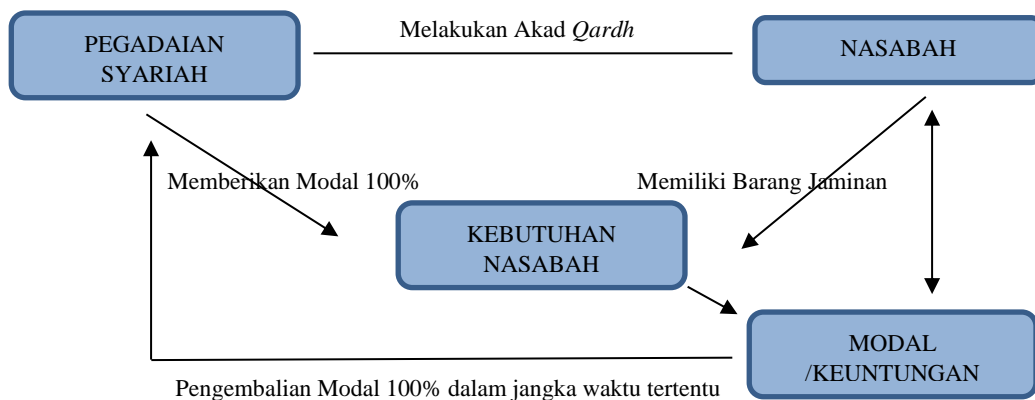 Melakukan Akad Qardh
PEGADAIAN
SYARIAH
NASABAH
Memberikan Modal 100%
Memiliki Barang Jaminan
KEBUTUHAN
NASABAH
MODAL
/KEUNTUNGAN
Pengembalian Modal 100% dalam jangka waktu tertentu